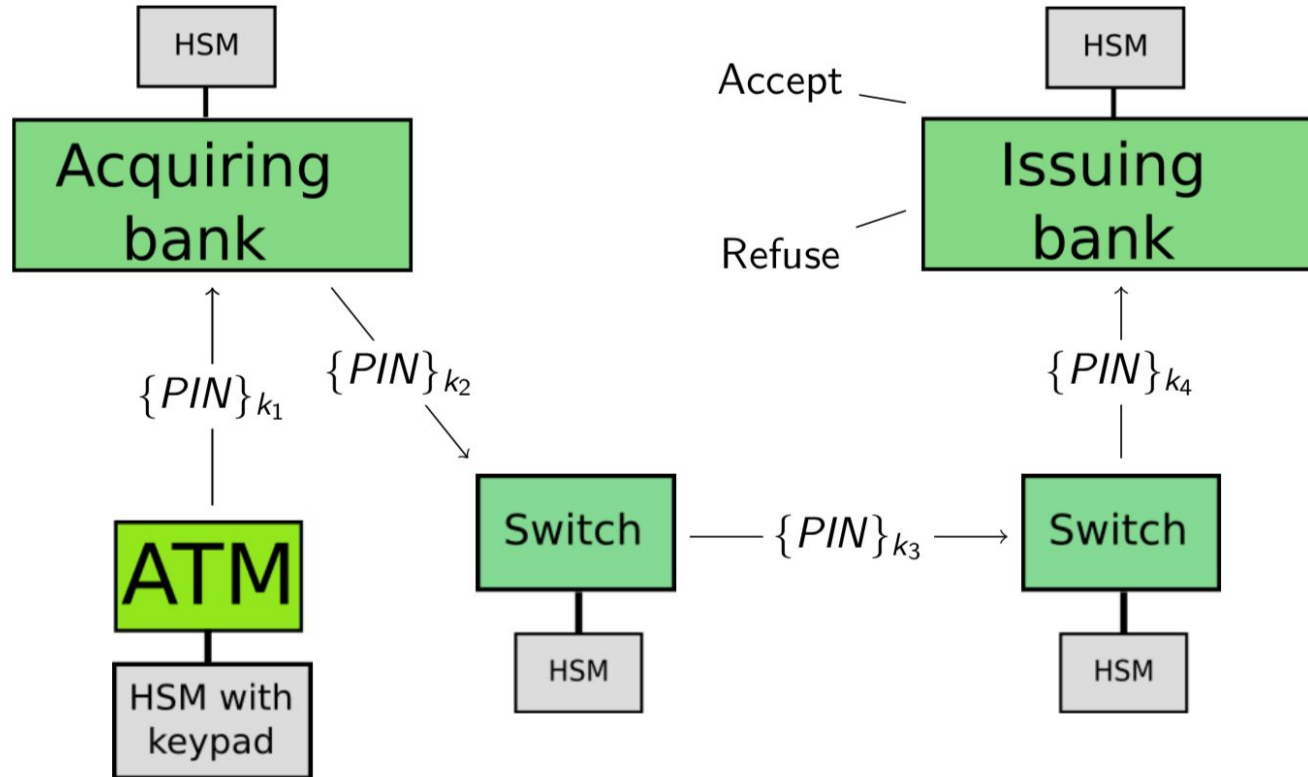 HSM
Acquiring
bank
{PIN}k₁
ATM
HSM with
keypad
{PIN}k₂
Switch
HSM
{PIN}k₃
Switch
HSM
{PIN}k₄
HSM
Issuing
bank
Accept
Refuse